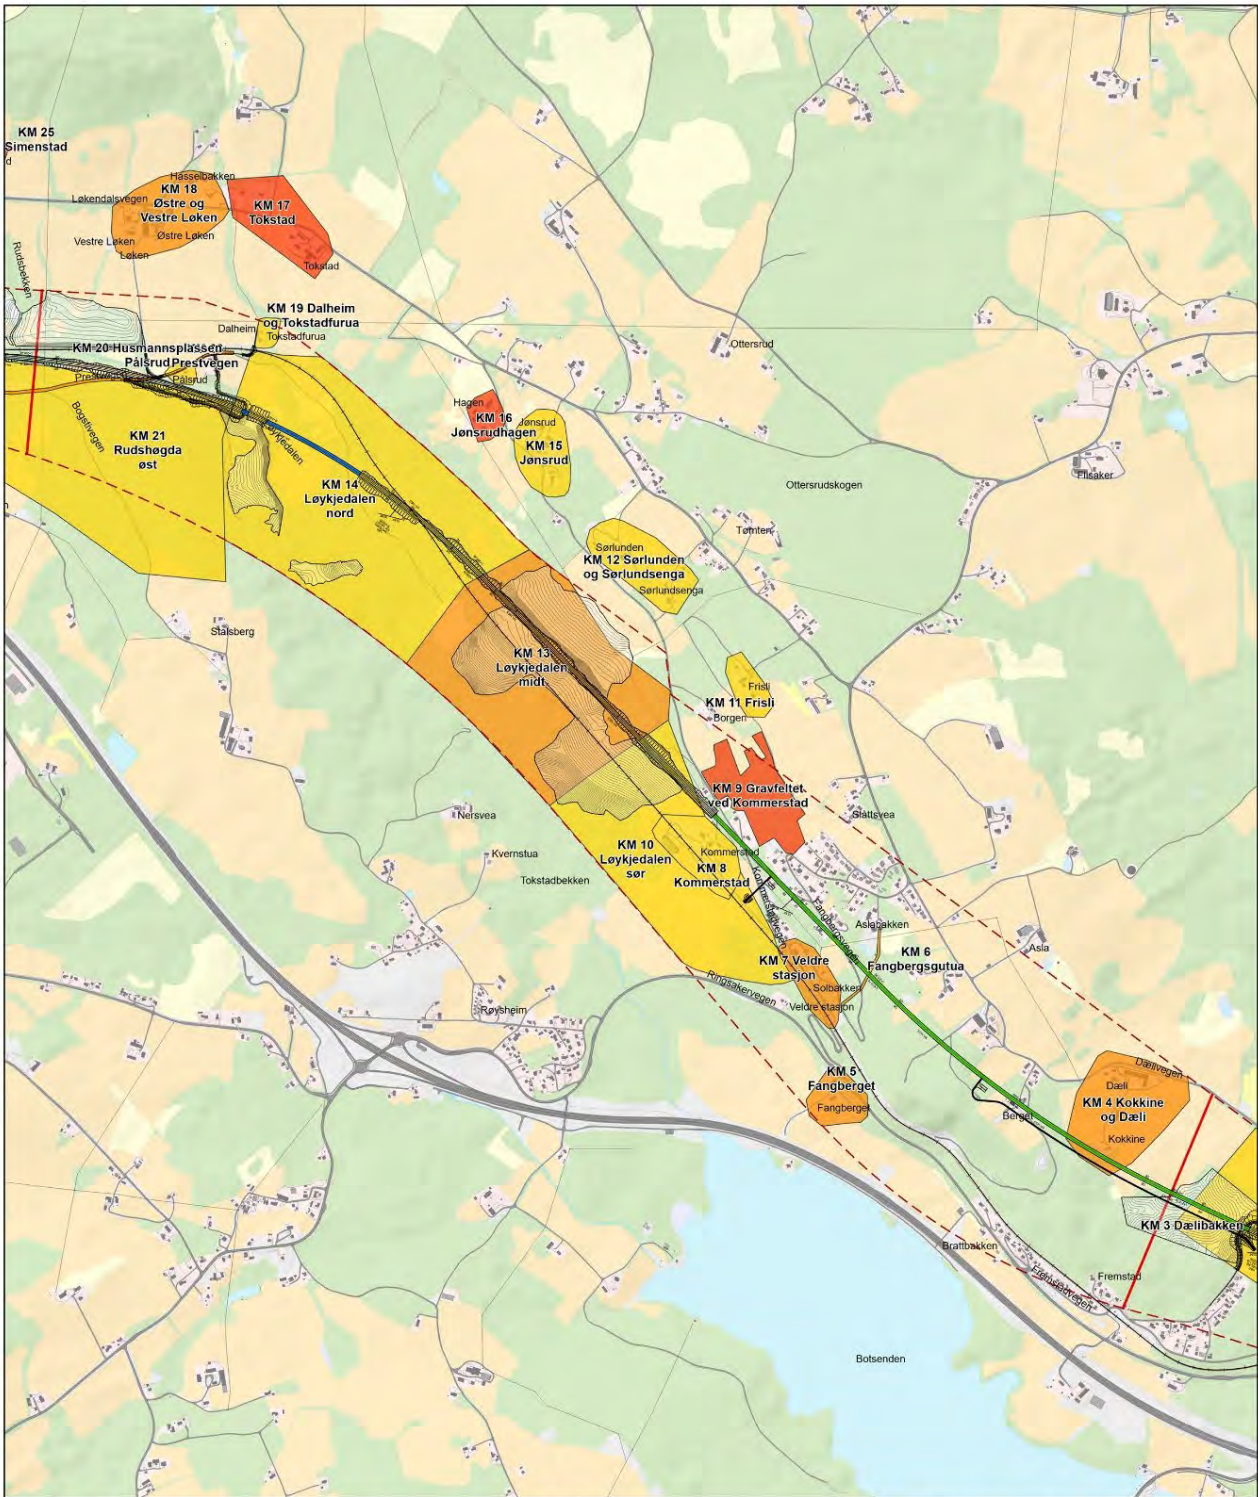 KM 25
Simenstad
d
Hasselbakken
KM 18
Østre og
Vestre Løken
Løkendalsvegen
Østre Løken
Vestre Løken
Løken
KM 17
Tokstad
Tokstad
Rudsbekken
KM 19 Dalheim
og Tokstadfurua
Dalheim
Tokstadfurua
Ottersrud
KM 20 Husmannsplassen
Pålsrud Prestvegen
Pålsrud
Bogstivegen
Hagen
KM 16
Jønsrudhagen
Jønsrud
KM 15
Jønsrud
KM 21
Rudshøgda
øst
Løykjedalen
Flisaker
KM 14
Løykjedalen
nord
Ottersrudskogen
Tømten
Sørlunden
KM 12 Sørlunden
og Sørlundsenga
Sørlundsenga
Stalsberg
KM 13
Løykjedalen
midt
Frisli
KM 11 Frisli
Borgen
KM 9 Gravfeltet
ved Kommerstad
Nersvea
Slåttsvea
Kvernstua
Tokstadbekken
KM 10
Løykjedalen
sør
Kommerstad
KM 8
Kommerstad
Kommerstadvegen
Fangbergsvegen
Aslabakken
KM 6
Fangbergsgutua
Asla
KM 7 Veldre
stasjon
Ringsakervegen
Solbakken
Veldre stasjon
Røysheim
KM 5
Fangberget
Fangberget
Dælivegen
Dæli
KM 4 Kokkine
og Dæli
Kokkine
Berget
KM 3 Dælibakken
Brattbakken
Fremstad
Fremstadvegen
Botsenden